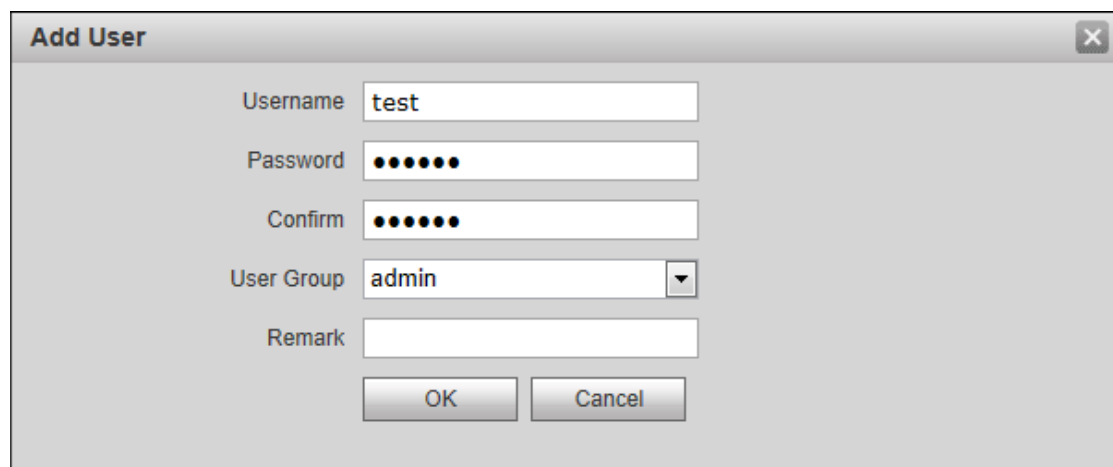 Add User
Username test
Password ●●●●●●
Confirm ●●●●●●
User Group admin
Remark
OK Cancel